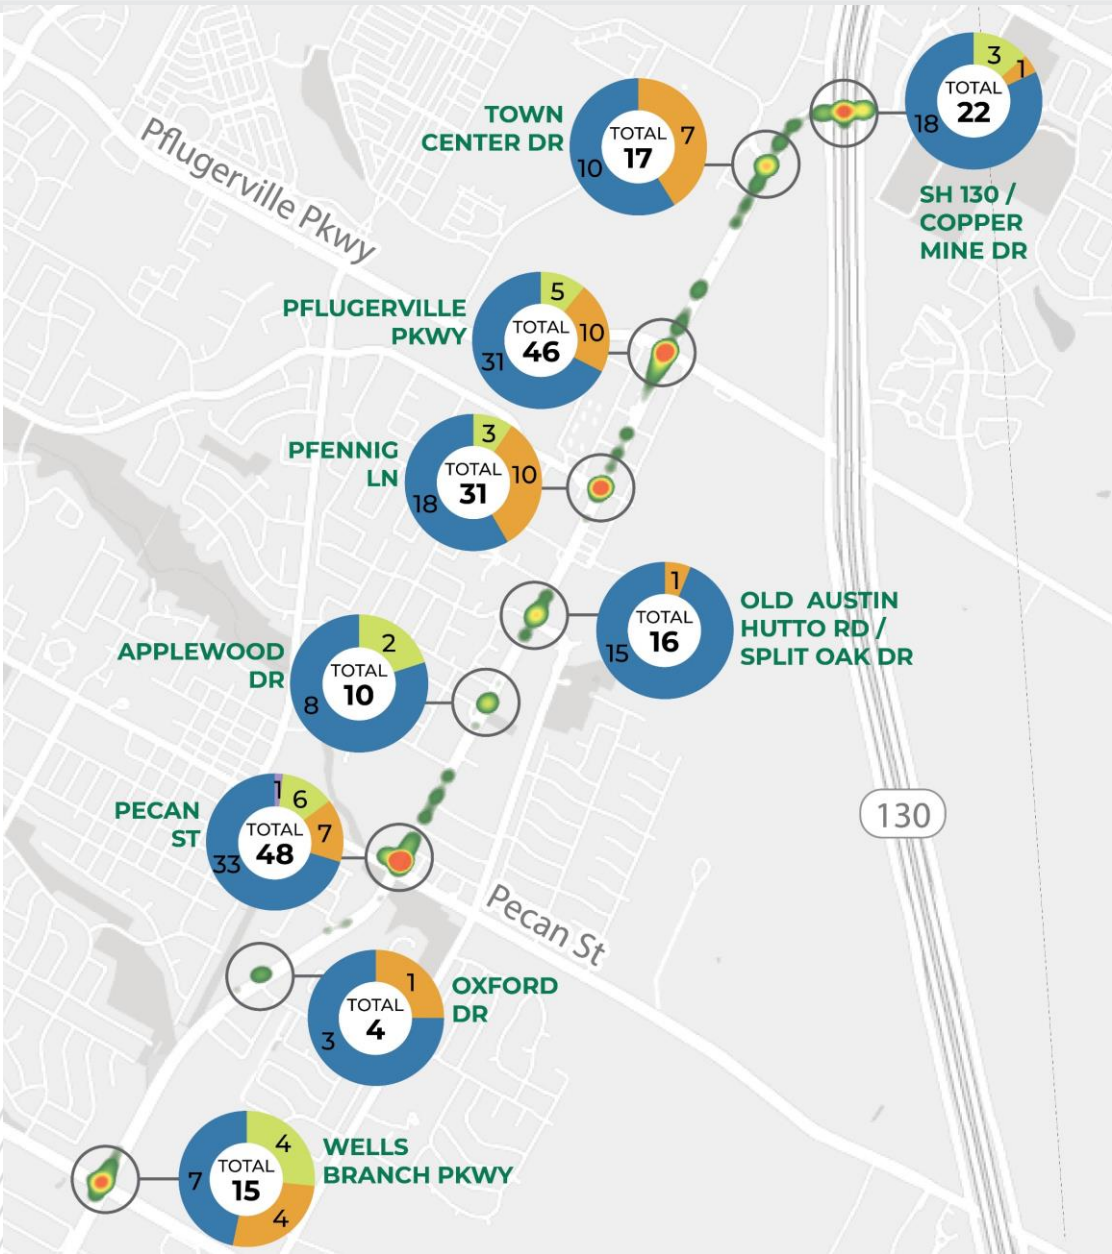 3
1
TOTAL
22
18
SH 130 /
COPPER
MINE DR
TOWN
CENTER DR
TOTAL
17
7
10
Pflugerville Pkwy
PFLUGERVILLE
PKWY
5
TOTAL
46
10
31
PFENNIG
LN
3
TOTAL
31
10
18
1
TOTAL
16
15
OLD AUSTIN
HUTTO RD /
SPLIT OAK DR
APPLEWOOD
DR
2
TOTAL
10
8
PECAN
ST
1
6
TOTAL
48
7
33
130
Pecan St
1
TOTAL
4
3
OXFORD
DR
4
TOTAL
15
7
4
WELLS
BRANCH PKWY